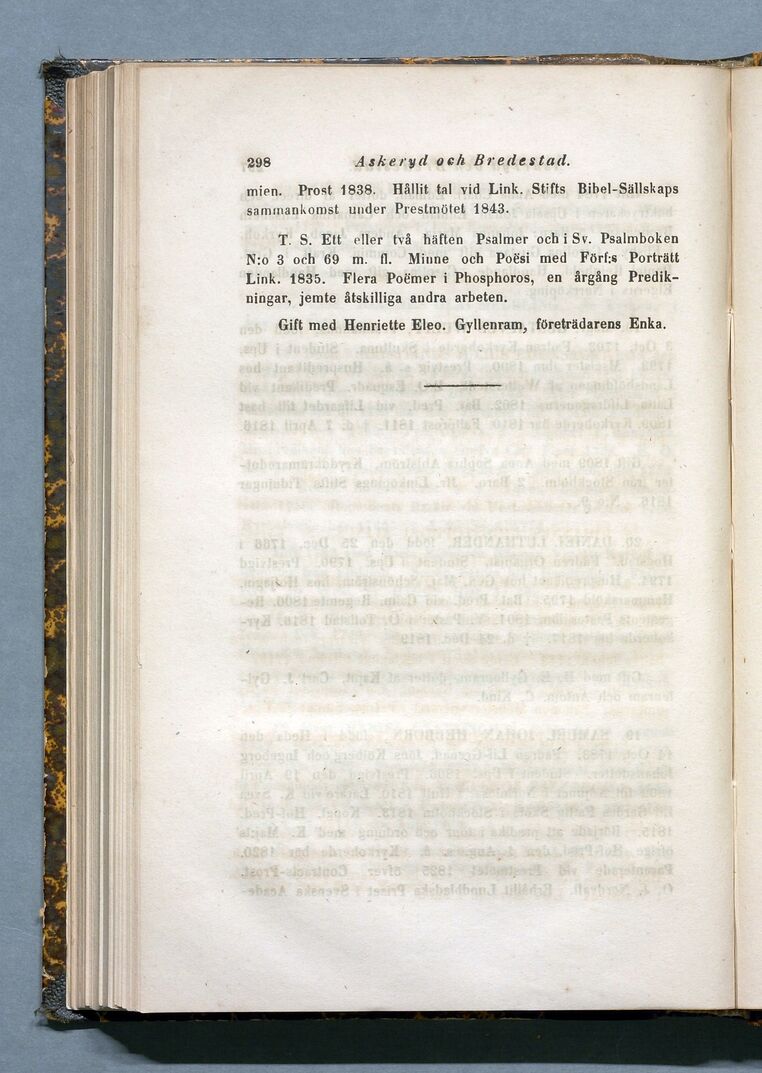 298 Askeryd och Bredestad.
mien. Prost 1838. Hållit tal vid Link. Stifts Bibel-Sällskaps
sammankomst under Prestmötet 1843.
T. S. Ett eller två häften Psalmer och i Sv. Psalmboken
N:o 3 och 69 m. fl. Minne och Poësi med Förf:s Porträtt
Link. 1835. Flera Poëmer i Phosphoros, en årgång Predik-
ningar, jemte åtskilliga andra arbeten.
Gift med Henriette Eleo. Gyllenram, företrädarens Enka.